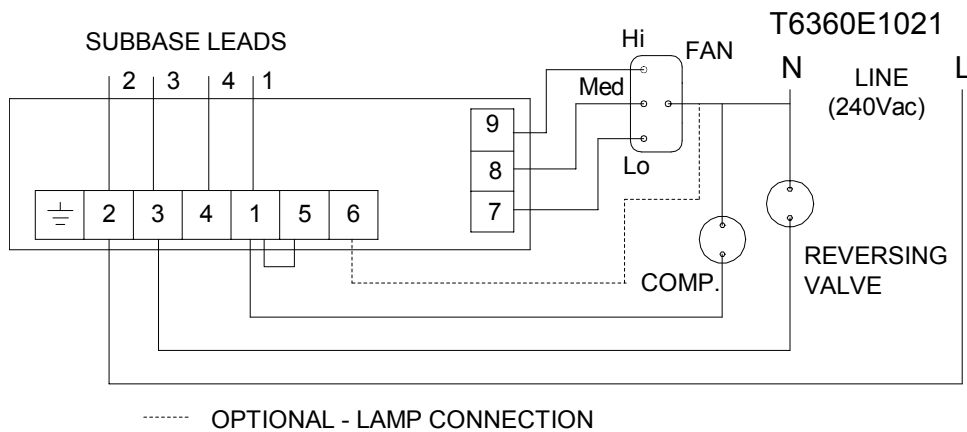 T6360E1021
SUBBASE LEADS
Hi
FAN
N
LINE
L
(240Vac)
2 3 4 1
Med
9
8
Lo
7
2 3 4 1 5 6
REVERSING
VALVE
COMP.
OPTIONAL - LAMP CONNECTION